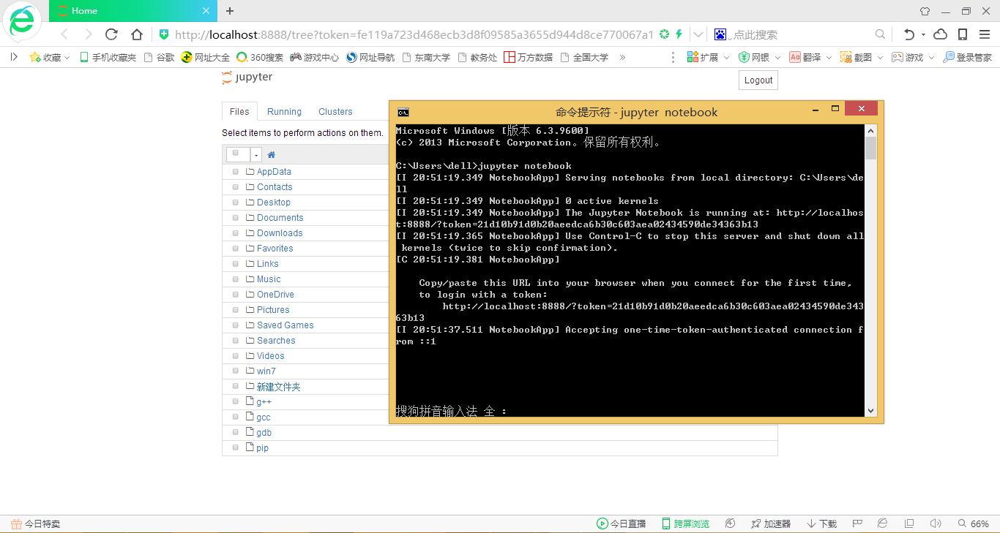 Home
http://localhost:8888/tree?token=fe119a723d468ecb3d8f09585a3655d944d8ce770067a1
点此搜索
收藏 手机收藏夹 谷歌 网址大全 360搜索 游戏中心 网址导航 东南大学 教务处 万方数据 全国大学 » 扩展 网银 翻译 截图 游戏 登录管家
jupyter
Logout
Files Running Clusters
Select items to perform actions on them.
AppData
Contacts
Desktop
Documents
Downloads
Favorites
Links
Music
OneDrive
Pictures
Saved Games
Searches
Videos
win7
新建文件夹
g++
gcc
gdb
pip
命令提示符 - jupyter notebook
Microsoft Windows [版本 6.3.9600]
(c) 2013 Microsoft Corporation。保留所有权利。
C:\Users\dell>jupyter notebook
[I 20:51:19.349 NotebookApp] Serving notebooks from local directory: C:\Users\de
ll
[I 20:51:19.349 NotebookApp] 0 active kernels
[I 20:51:19.349 NotebookApp] The Jupyter Notebook is running at: http://localhos
t:8888/?token=21d10b91d0b20aeedca6b30c603aea02434590de34363b13
[I 20:51:19.365 NotebookApp] Use Control-C to stop this server and shut down all
kernels (twice to skip confirmation).
[C 20:51:19.381 NotebookApp]
Copy/paste this URL into your browser when you connect for the first time,
to login with a token:
http://localhost:8888/?token=21d10b91d0b20aeedca6b30c603aea02434590de343
63b13
[I 20:51:37.511 NotebookApp] Accepting one-time-token-authenticated connection f
rom ::1
搜狗拼音输入法 全 :
今日特卖 今日直播 跨屏浏览 加速器 下载 66%